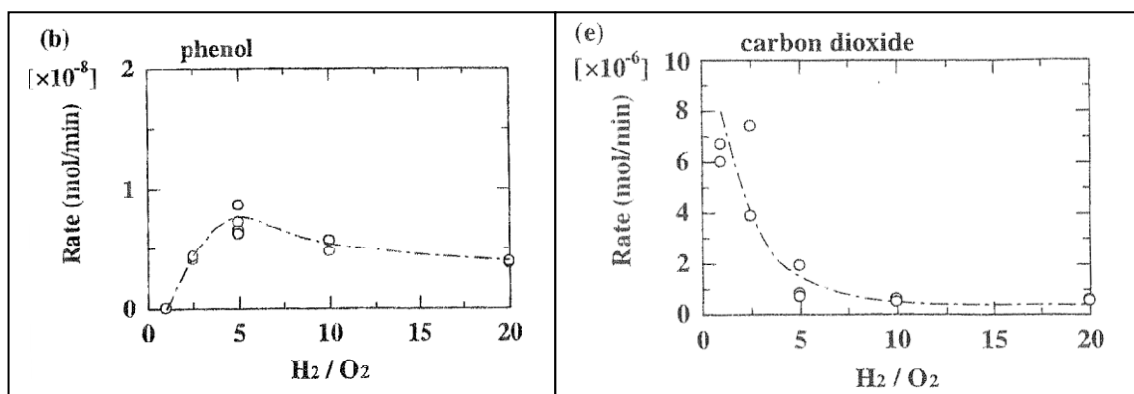 (b)
phenol
[×10-8]
2
1
0
Rate (mol/min)
0 5 10 15 20
H2 / O2
(e)
carbon dioxide
[×10-6]
10
8
6
4
2
0
Rate (mol/min)
0 5 10 15 20
H2 / O2